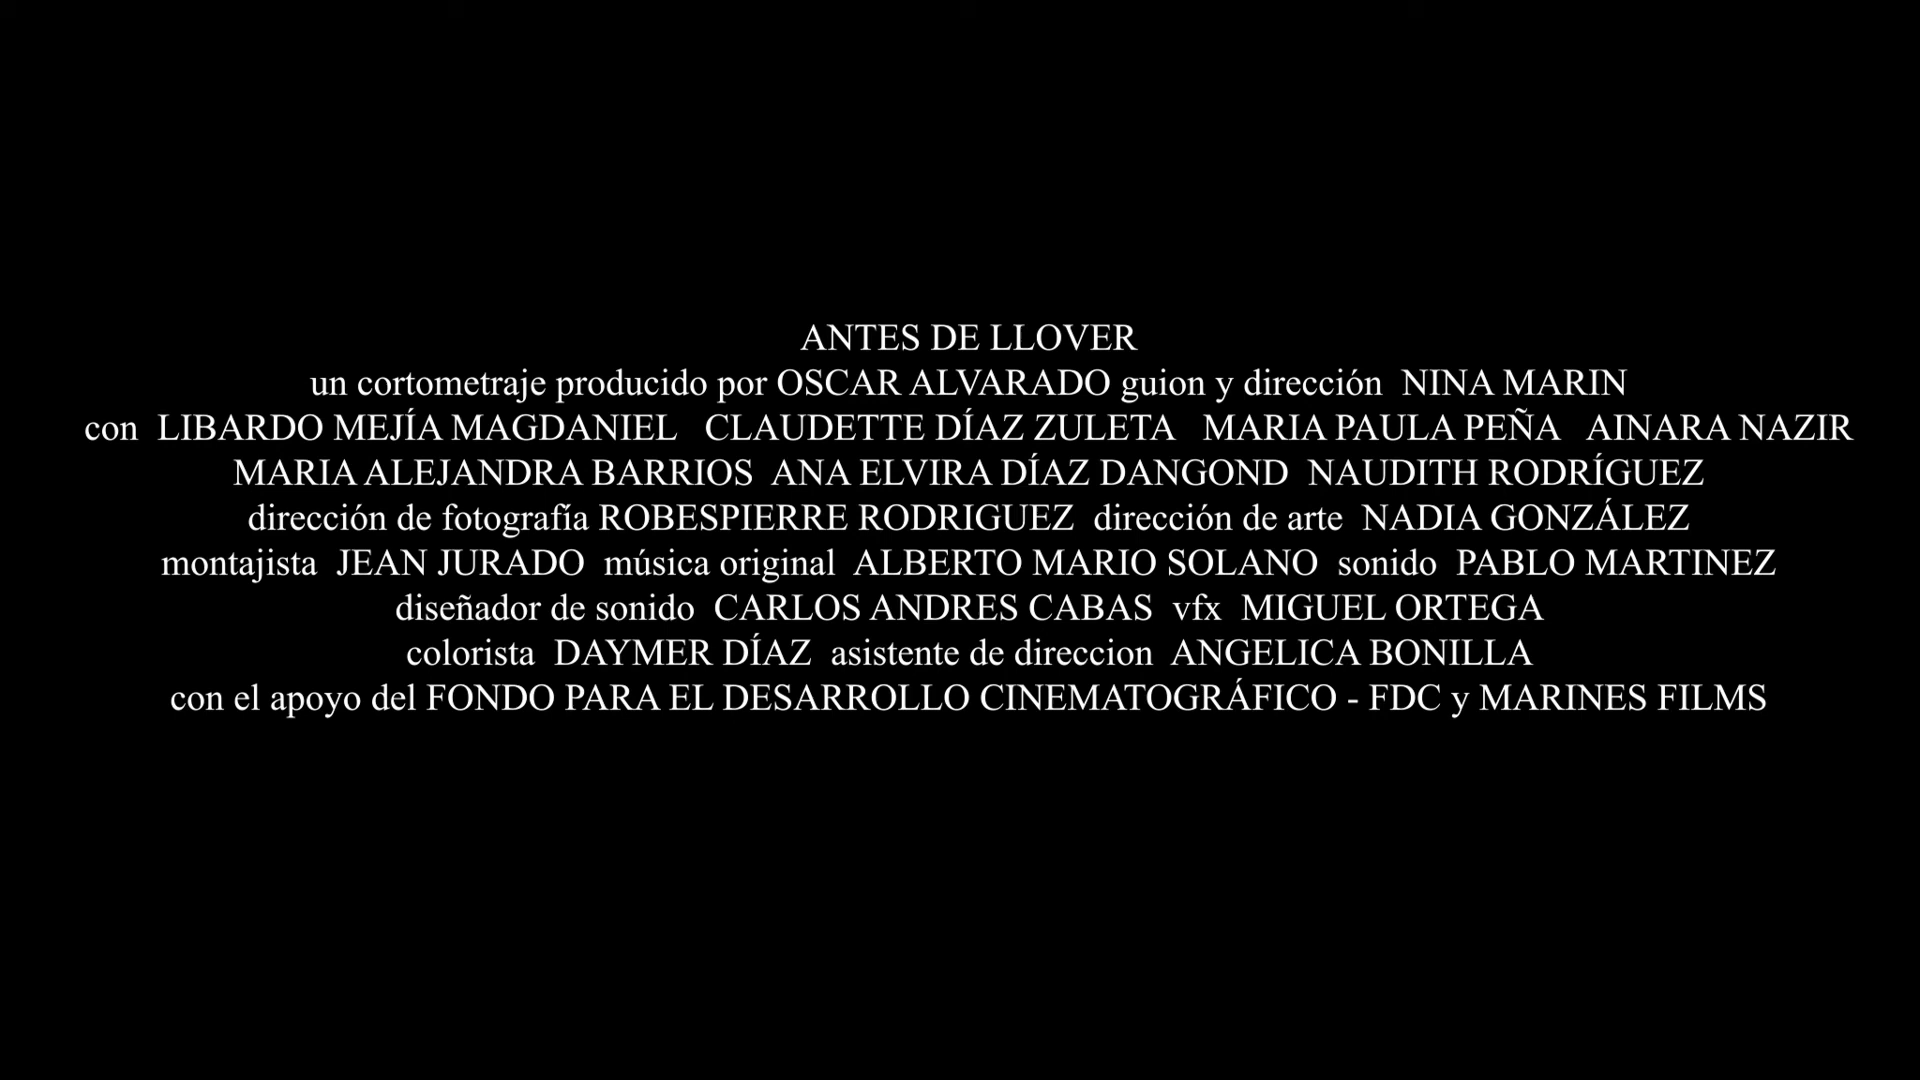 ANTES DE LLOVER
un cortometraje producido por OSCAR ALVARADO guion y dirección NINA MARIN
con LIBARDO MEJÍA MAGDANIEL CLAUDETTE DÍAZ ZULETA MARIA PAULA PEÑA AINARA NAZIR
MARIA ALEJANDRA BARRIOS ANA ELVIRA DÍAZ DANGOND NAUDITH RODRÍGUEZ
dirección de fotografía ROBESPIERRE RODRIGUEZ dirección de arte NADIA GONZÁLEZ
montajista JEAN JURADO música original ALBERTO MARIO SOLANO sonido PABLO MARTINEZ
diseñador de sonido CARLOS ANDRES CABAS vfx MIGUEL ORTEGA
colorista DAYMER DÍAZ asistente de direccion ANGELICA BONILLA
con el apoyo del FONDO PARA EL DESARROLLO CINEMATOGRÁFICO - FDC y MARINES FILMS